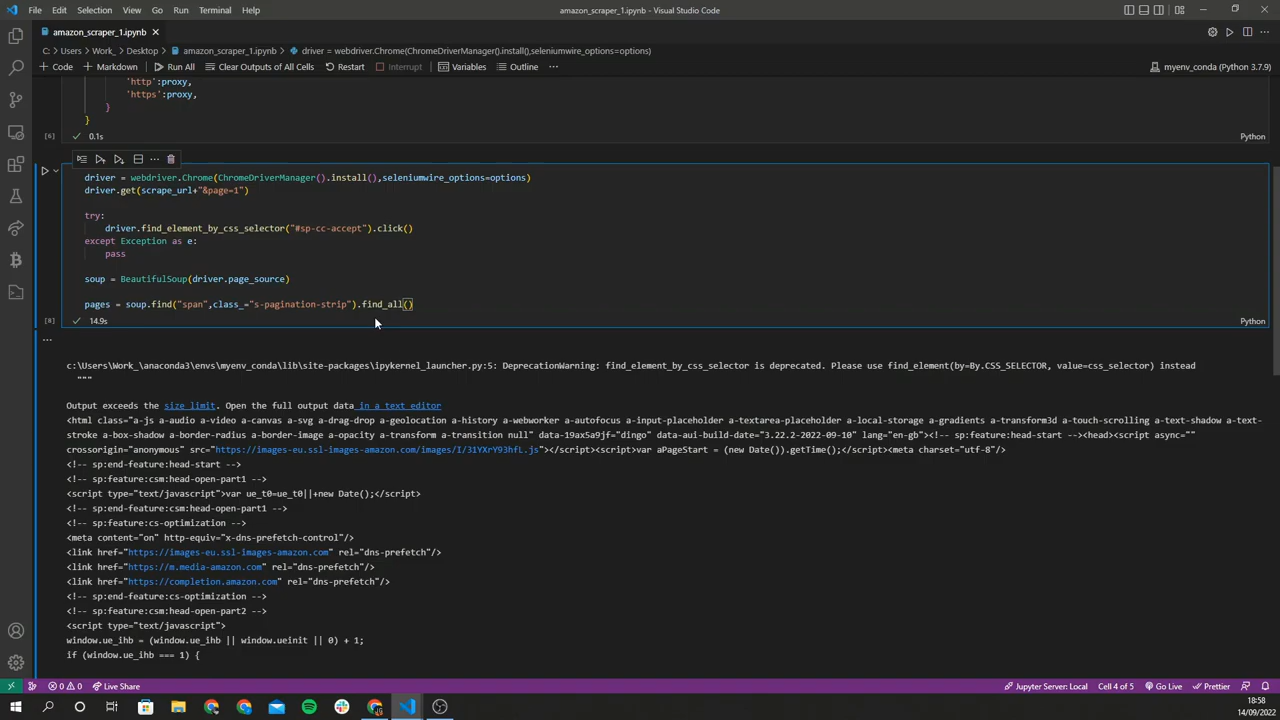 File Edit Selection View Go Run Terminal Help amazon_scraper_1.ipynb - Visual Studio Code
amazon_scraper_1.ipynb
C: > Users > Work_ > Desktop > amazon_scraper_1.ipynb > driver = webdriver.Chrome(ChromeDriverManager().install(),seleniumwire_options=options)
+ Code + Markdown Run All Clear Outputs of All Cells Restart Interrupt Variables Outline ... myenv_conda (Python 3.7.9)
'http':proxy,
'https':proxy,
}
}
[6] 0.1s Python
driver = webdriver.Chrome(ChromeDriverManager().install(),seleniumwire_options=options)
driver.get(scrape_url+"&page=1")
try:
driver.find_element_by_css_selector("#sp-cc-accept").click()
except Exception as e:
pass
soup = BeautifulSoup(driver.page_source)
pages = soup.find("span",class_="s-pagination-strip").find_all()
[8] 14.9s Python
...
c:\Users\Work_\anaconda3\envs\myenv_conda\lib\site-packages\ipykernel_launcher.py:5: DeprecationWarning: find_element_by_css_selector is deprecated. Please use find_element(by=By.CSS_SELECTOR, value=css_selector) instead
"""
Output exceeds the size limit. Open the full output data in a text editor
<html class="a-js a-audio a-video a-canvas a-svg a-drag-drop a-geolocation a-history a-webworker a-autofocus a-input-placeholder a-textarea-placeholder a-local-storage a-gradients a-transform3d a-touch-scrolling a-text-shadow a-text-
stroke a-box-shadow a-border-radius a-border-image a-opacity a-transform a-transition null" data-19ax5a9jf="dingo" data-aui-build-date="3.22.2-2022-09-10" lang="en-gb"><!-- sp:feature:head-start --><head><script async=""
crossorigin="anonymous" src="https://images-eu.ssl-images-amazon.com/images/I/31YXrY93hfL.js"></script><script>var aPageStart = (new Date()).getTime();</script><meta charset="utf-8"/>
<!-- sp:end-feature:head-start -->
<!-- sp:feature:csm:head-open-part1 -->
<script type="text/javascript">var ue_t0=ue_t0||+new Date();</script>
<!-- sp:end-feature:csm:head-open-part1 -->
<!-- sp:feature:cs-optimization -->
<meta content="on" http-equiv="x-dns-prefetch-control"/>
<link href="https://images-eu.ssl-images-amazon.com" rel="dns-prefetch"/>
<link href="https://m.media-amazon.com" rel="dns-prefetch"/>
<link href="https://completion.amazon.com" rel="dns-prefetch"/>
<!-- sp:end-feature:cs-optimization -->
<!-- sp:feature:csm:head-open-part2 -->
<script type="text/javascript">
window.ue_ihb = (window.ue_ihb || window.ueinit || 0) + 1;
if (window.ue_ihb === 1) {
0 0 Live Share Jupyter Server: Local Cell 4 of 5 Go Live Prettier
18:58
14/09/2022